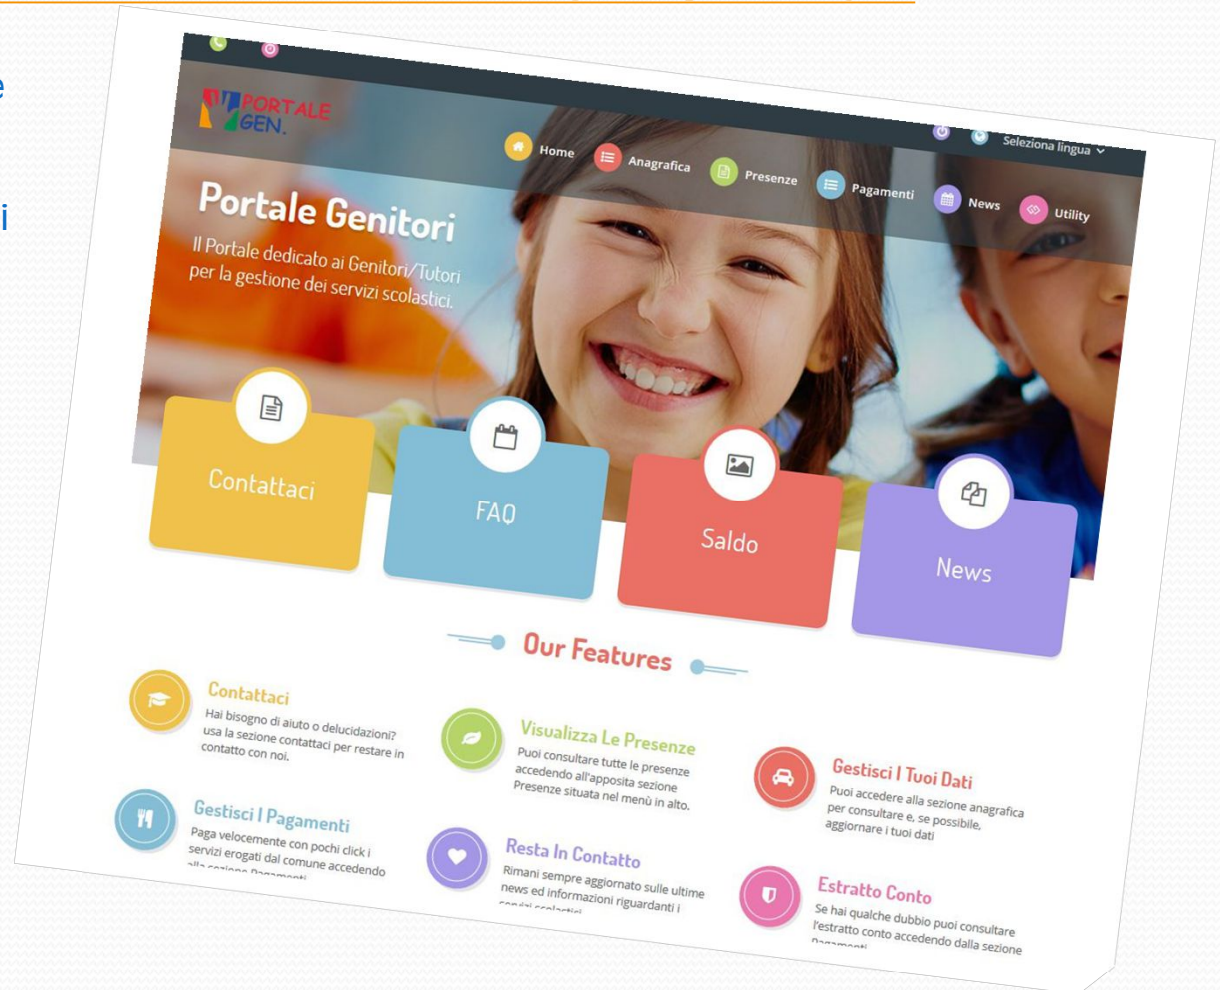 e
i
PORTALE
GEN.
Seleziona lingua
Home
Anagrafica
Presenze
Pagamenti
News
Utility
Portale Genitori
Il Portale dedicato ai Genitori/Tutori
per la gestione dei servizi scolastici.
Contattaci
FAQ
Saldo
News
Our Features
Contattaci
Hai bisogno di aiuto o delucidazioni?
usa la sezione contattaci per restare in
contatto con noi.
Visualizza Le Presenze
Puoi consultare tutte le presenze
accedendo all'apposita sezione
Presenze situata nel menù in alto.
Gestisci I Tuoi Dati
Puoi accedere alla sezione anagrafica
per consultare e, se possibile,
aggiornare i tuoi dati
Gestisci I Pagamenti
Paga velocemente con pochi click i
servizi erogati dal comune accedendo
alla sezione Pagamenti
Resta In Contatto
Rimani sempre aggiornato sulle ultime
news ed informazioni riguardanti i
servizi scolastici
Estratto Conto
Se hai qualche dubbio puoi consultare
l'estratto conto accedendo dalla sezione
Pagamenti